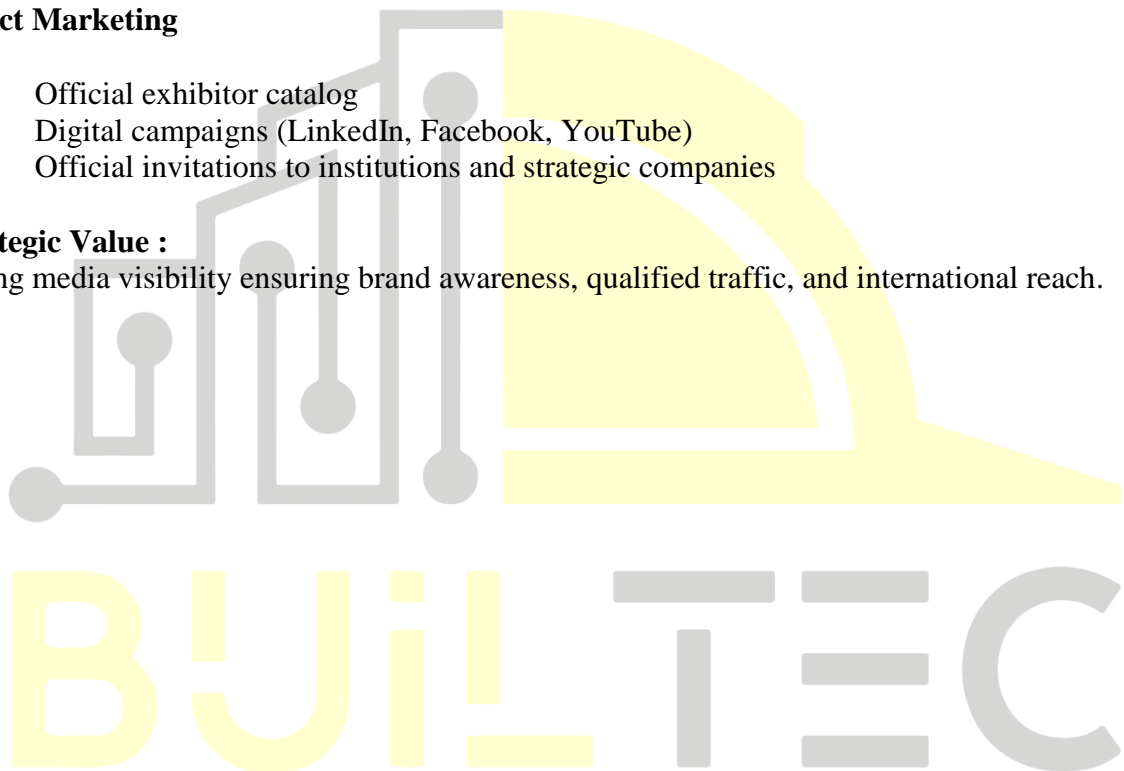 ct Marketing
Official exhibitor catalog
Digital campaigns (LinkedIn, Facebook, YouTube)
Official invitations to institutions and strategic companies
tegic Value :
ng media visibility ensuring brand awareness, qualified traffic, and international reach.
BUiLTEC